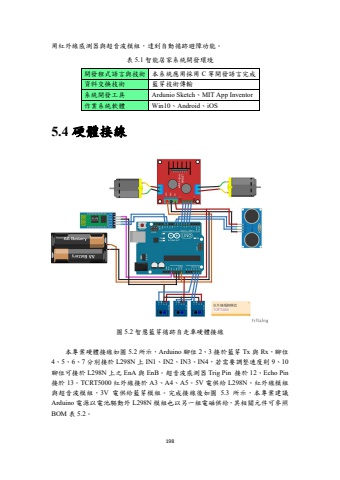 用紅外線感測器與超音波模組，達到自動循跡避障功能。
表 5.1 智能居家系統開發環境
開發程式語言與技術 本系統應用採用 C 等開發語言完成
資料交換技術 藍芽技術傳輸
系統開發工具 Ardunio Sketch、MIT App Inventor
作業系統軟體 Win10、Android、iOS
5.4 硬體接線
AA Battery
AA Battery
ARDUINO
UNO
TCRT5000
fritzing
圖 5.2 智慧藍芽循跡自走車硬體接線
本專案硬體接線如圖 5.2 所示，Arduino 腳位 2、3 接於藍芽 Tx 與 Rx，腳位
4、5、6、7 分別接於 L298N 上 IN1、IN2、IN3、IN4，若需要調整速度則 9、10
腳位可接於 L298N 上之 EnA 與 EnB。超音波感測器 Trig Pin 接於 12、Echo Pin
接於 13。TCRT5000 紅外線接於 A3、A4、A5。5V 電供給 L298N、紅外線模組
與超音波模組，3V 電供給藍芽模組。完成接線後如圖 5.3 所示，本專案建議
Arduino 電源以電池驅動外 L298N 模組也以另一組電磁供給，其相關元件可參照
BOM 表 5.2。
198